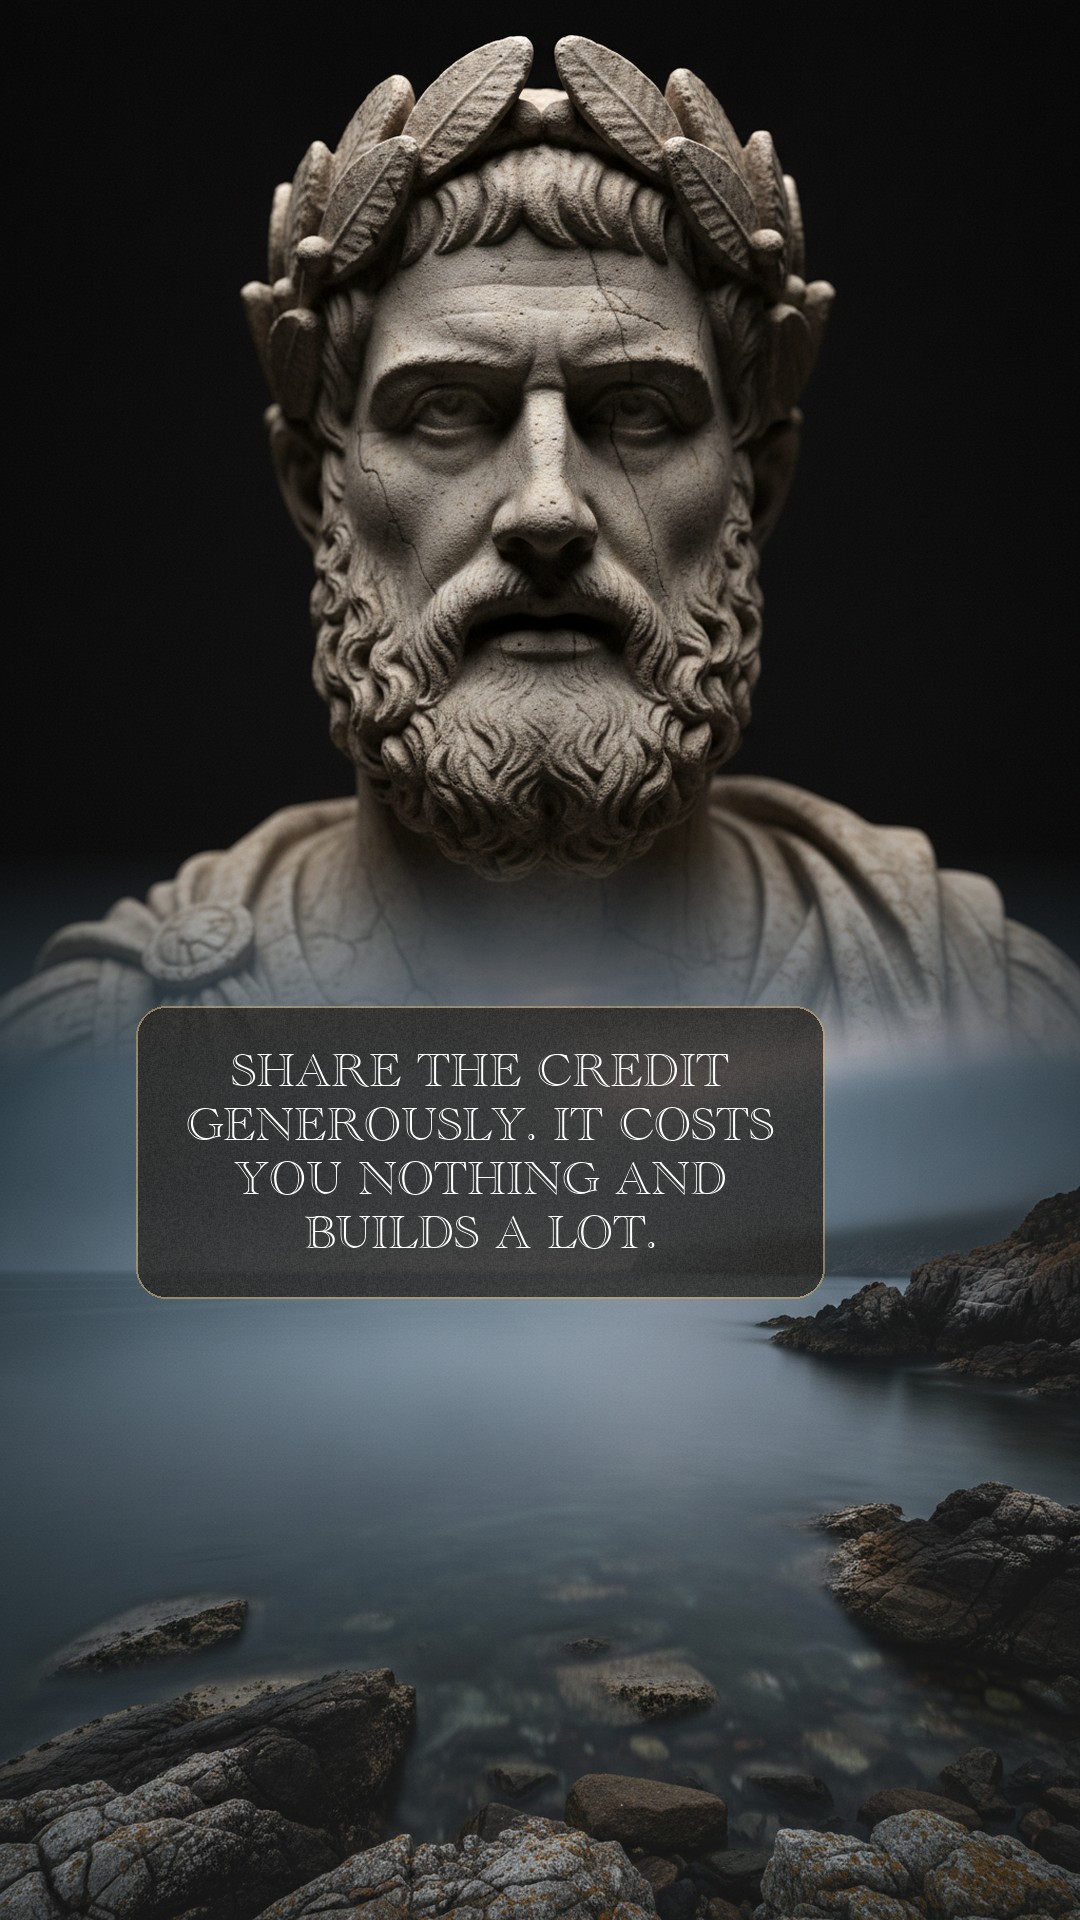 SHARE THE CREDIT
GENEROUSLY. IT COSTS
YOU NOTHING AND
BUILDS A LOT.